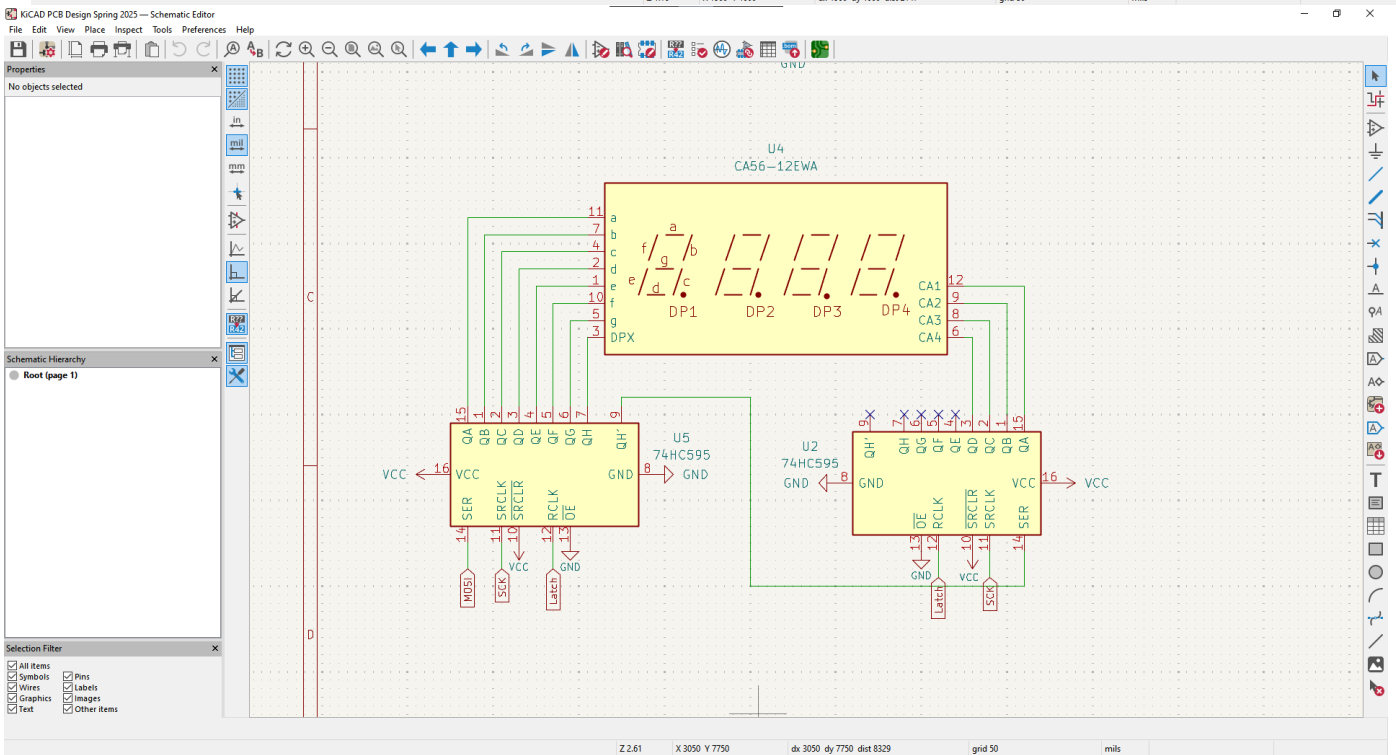 KiCAD PCB Design Spring 2025 — Schematic Editor
File Edit View Place Inspect Tools Preferences Help
Properties
No objects selected
in
mil
mm
Schematic Hierarchy
Root (page 1)
Selection Filter
All items
Symbols Pins
Wires Labels
Graphics Images
Text Other items
GND
C
D
U4
CA56-12EWA
11 a
7 b
4 c
2 d
1 e
10 f
5 g
3 DPX
a
f b
g
e c
d
DP1 DP2 DP3 DP4
CA1 12
CA2 9
CA3 8
CA4 6
15 1 2 3 4 5 6 7 9
QA QB QC QD QE QF QG QH QH'
U5
74HC595
VCC 16 VCC
GND 8 GND
SER SRCLK SRCLR RCLK OE
14 11 10 12 13
VCC GND
MOSI SCK Latch
9 7 6 5 4 3 2 1 15
QH' QH QG QF QE QD QC QB QA
U2
74HC595
GND 8 GND
VCC 16 VCC
OE RCLK SRCLR SRCLK SER
13 12 10 11 14
GND VCC
Latch SCK
Z 2.61 X 3050 Y 7750 dx 3050 dy 7750 dist 8329 grid 50 mils